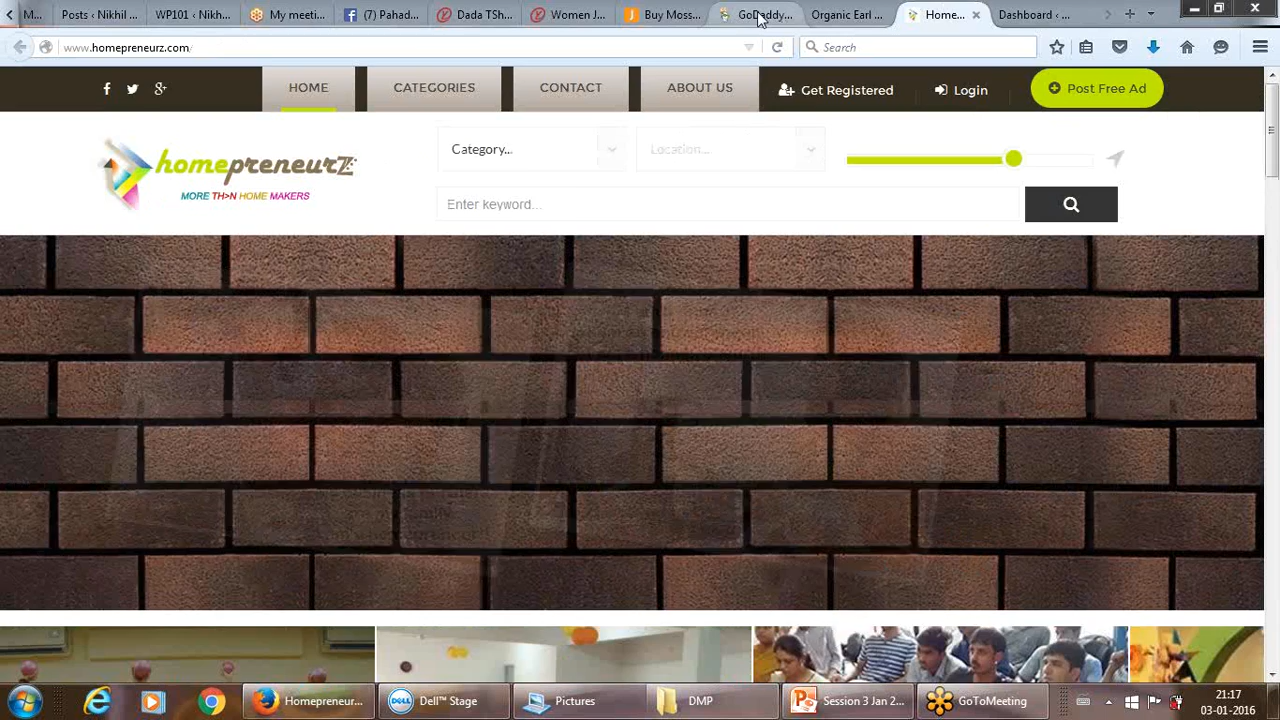 M...
Posts ‹ Nikhil ...
WP101 ‹ Nikh...
My meeti...
(7) Pahad...
Dada TSh...
Women J...
Buy Moss...
GoDaddy...
Organic Earl ...
Home...
Dashboard ‹ ...
www.homepreneurz.com/
Search
HOME
CATEGORIES
CONTACT
ABOUT US
Get Registered
Login
Post Free Ad
homepreneurz
MORE TH>N HOME MAKERS
Category...
Location...
Enter keyword...
Homepreneur...
Dell™ Stage
Pictures
DMP
Session 3 Jan 2...
GoToMeeting
21:17
03-01-2016